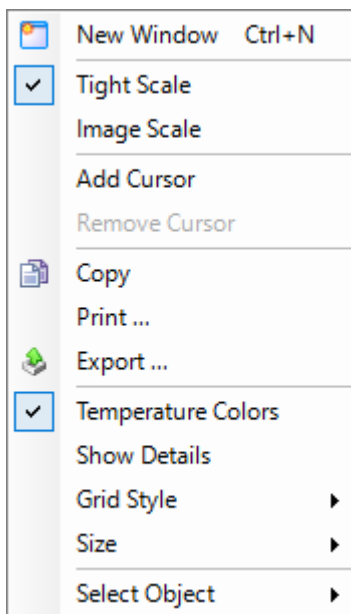 New Window Ctrl+N
Tight Scale
Image Scale
Add Cursor
Remove Cursor
Copy
Print ...
Export ...
Temperature Colors
Show Details
Grid Style
Size
Select Object